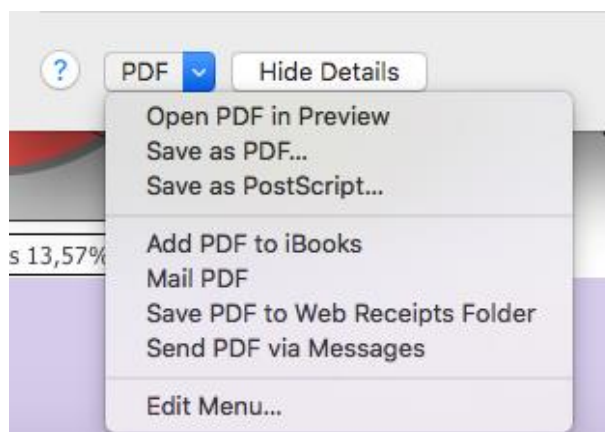 ? PDF Hide Details
Open PDF in Preview
Save as PDF...
Save as PostScript...
s 13,57%
Add PDF to iBooks
Mail PDF
Save PDF to Web Receipts Folder
Send PDF via Messages
Edit Menu...